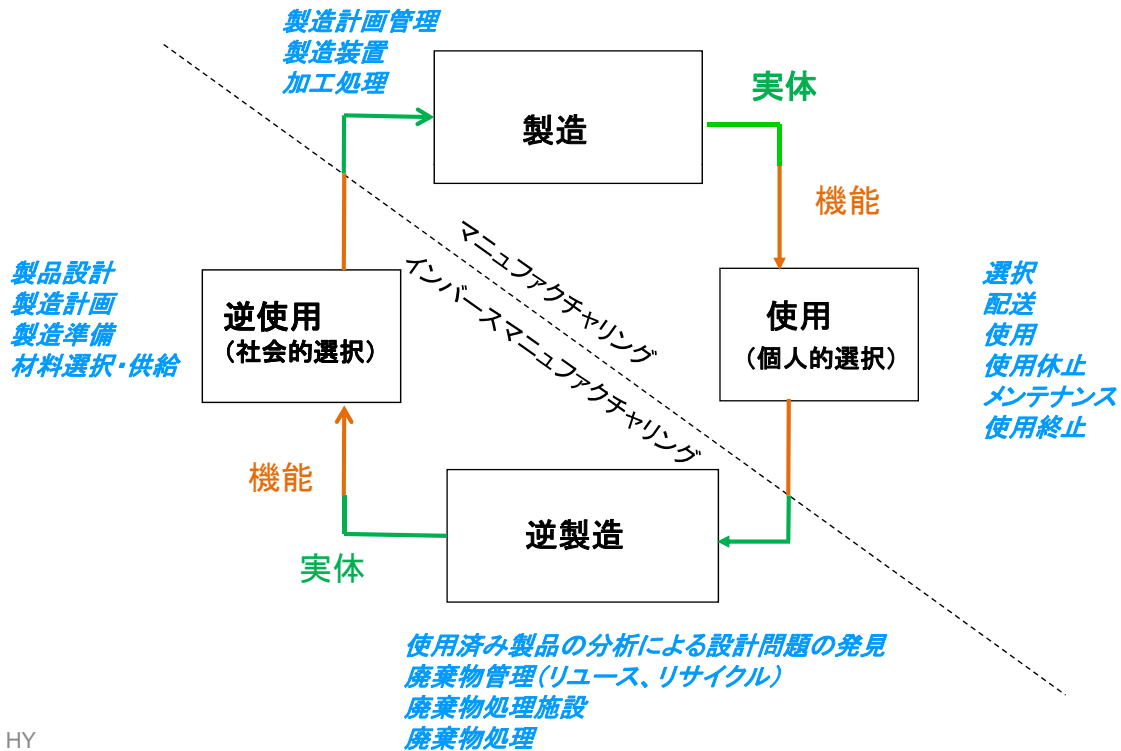 製造計画管理
製造装置
加工処理
製造
実体
機能
マニュファクチャリング
インバースマニュファクチャリング
製品設計
製造計画
製造準備
材料選択・供給
逆使用
(社会的選択)
使用
(個人的選択)
選択
配送
使用
使用休止
メンテナンス
使用終止
機能
実体
逆製造
使用済み製品の分析による設計問題の発見
廃棄物管理(リユース、リサイクル)
廃棄物処理施設
廃棄物処理
HY